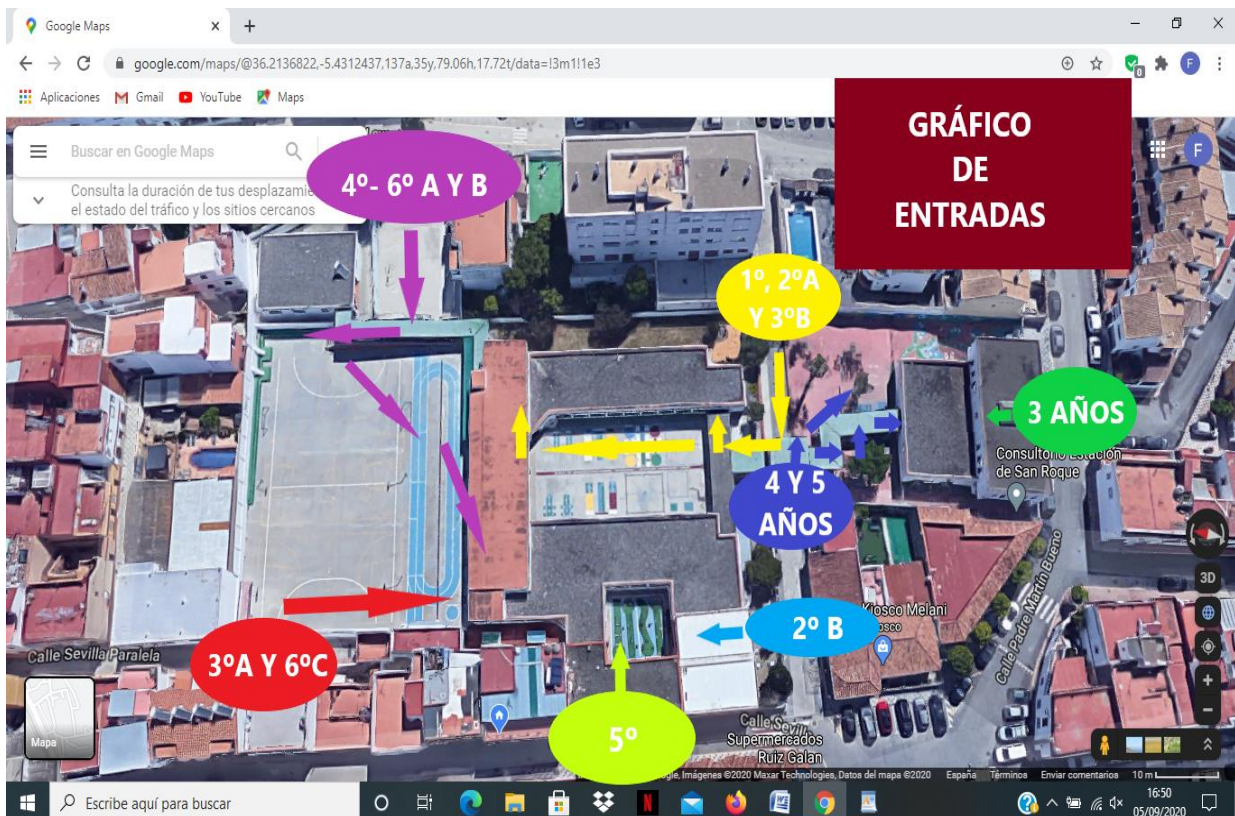 Google Maps
google.com/maps/@36.2136822,-5.4312437,137a,35y,79.06h,17.72t/data=!3m1!1e3
Aplicaciones
Gmail
YouTube
Maps
F
0
GRÁFICO
DE
ENTRADAS
Buscar en Google Maps
F
Consulta la duración de tus
el estado del tráfico y los sitios cercanos
4º- 6º A Y B
1º, 2ºA
Y 3ºB
3 AÑOS
Consultorio Estación
de San Roque
4 Y 5
AÑOS
Calle Padre Martín Bueno
3D
Kiosco Melani
2º B
Calle Sevilla Paralela
3ºA Y 6ºC
5º
Mapa
Supermercados
Ruiz Galan
Imágenes ©2020 Maxar Technologies, Datos del mapa ©2020
España
Términos
Enviar comentarios
10 m
Escribe aquí para buscar
16:50
05/09/2020